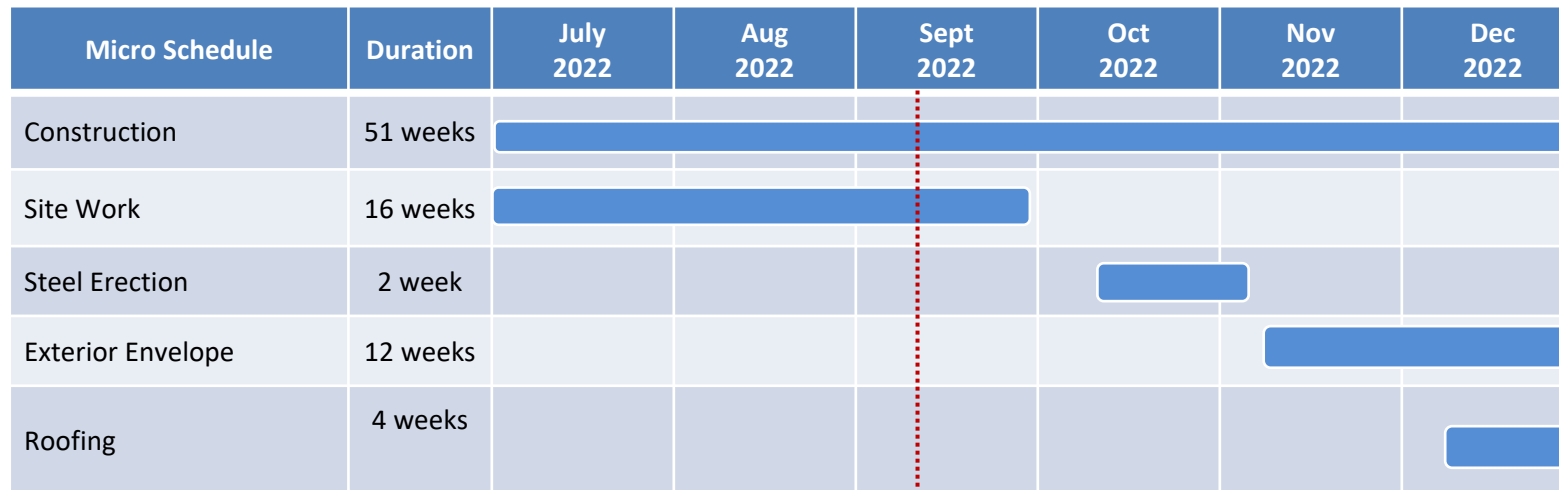 Micro Schedule Duration July 2022 Aug 2022 Sept 2022 Oct 2022 Nov 2022 Dec 2022
Construction 51 weeks
Site Work 16 weeks
Steel Erection 2 week
Exterior Envelope 12 weeks
Roofing 4 weeks